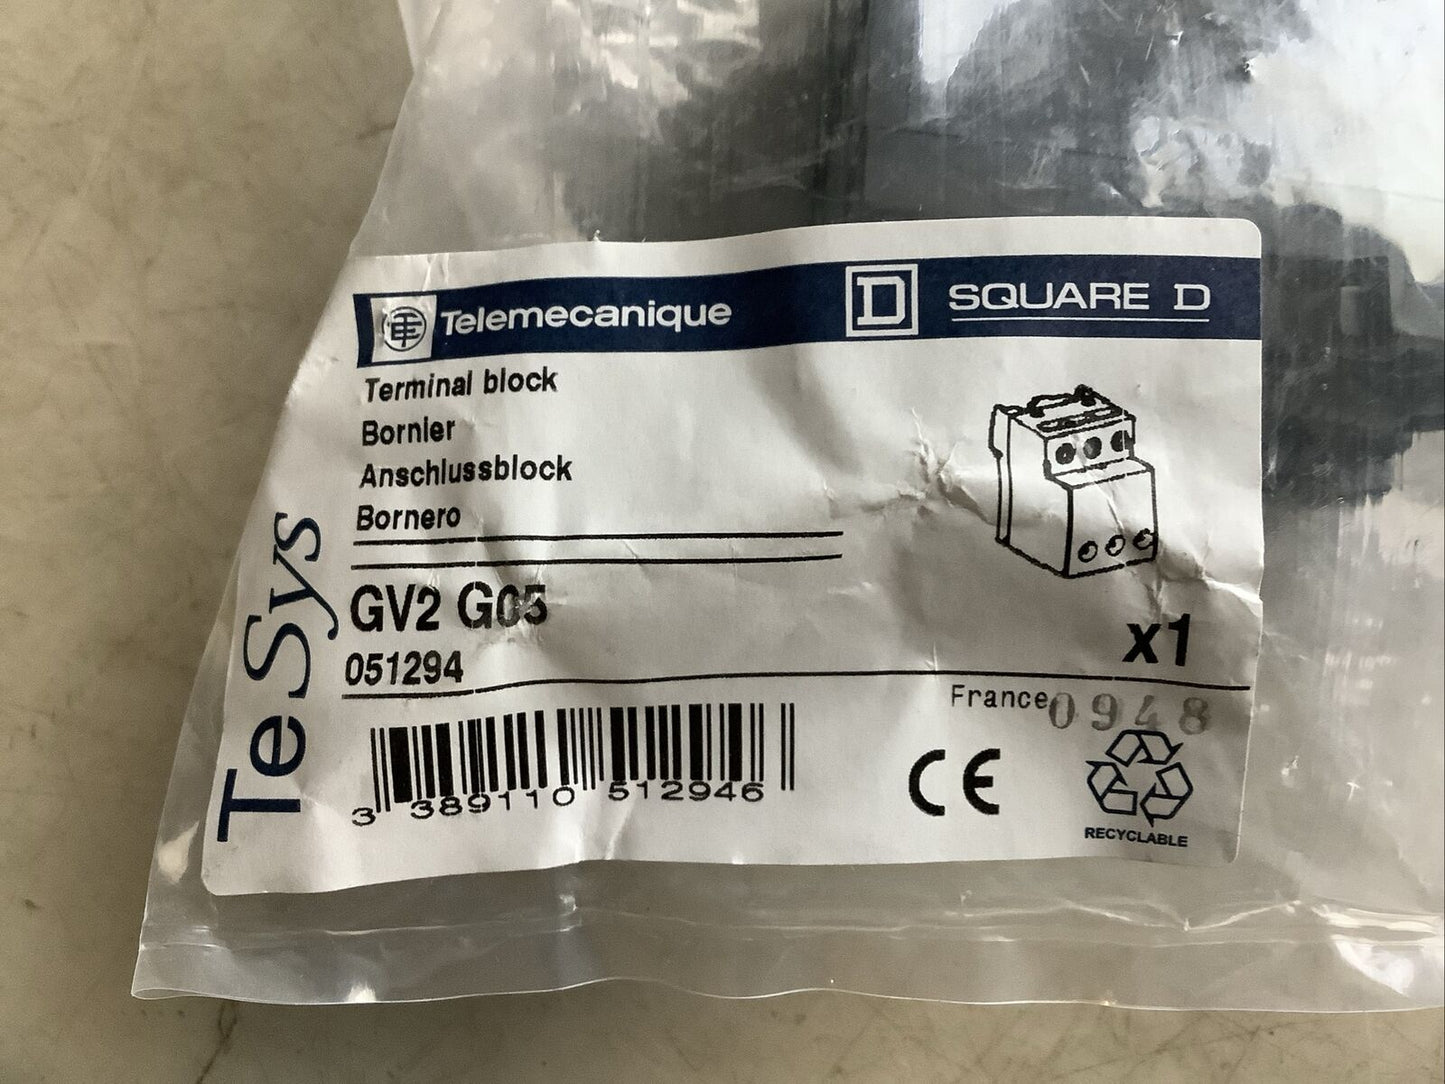 Telemecanique
D SQUARE D
Terminal block
Bornier
Anschlussblock
Bornero
GV2 G05
051294
x1
TeSys
France 0948
3 389110 512946
CE
RECYCLABLE